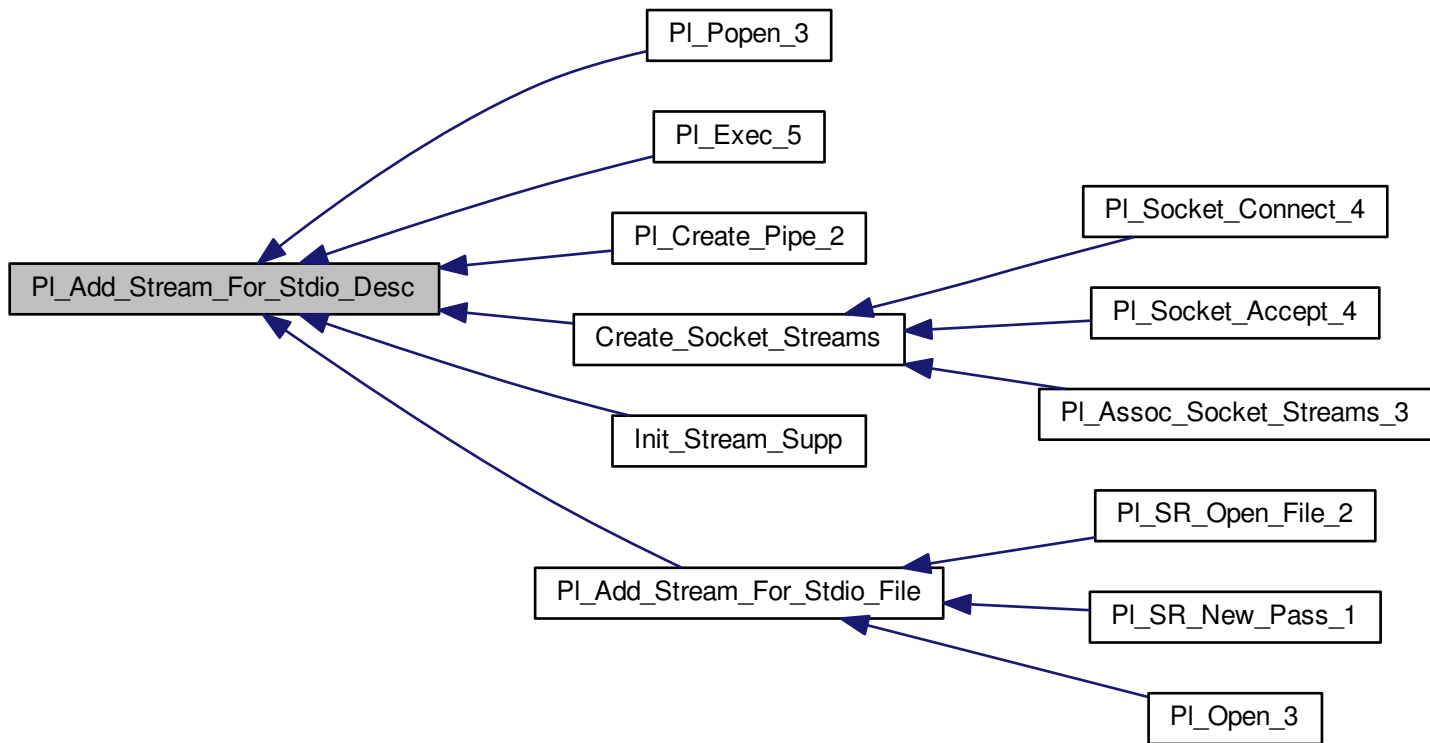 Pl_Popen_3
Pl_Exec_5
Pl_Socket_Connect_4
Pl_Create_Pipe_2
Pl_Add_Stream_For_Stdio_Desc
Pl_Socket_Accept_4
Create_Socket_Streams
Pl_Assoc_Socket_Streams_3
Init_Stream_Supp
Pl_SR_Open_File_2
Pl_Add_Stream_For_Stdio_File
Pl_SR_New_Pass_1
Pl_Open_3